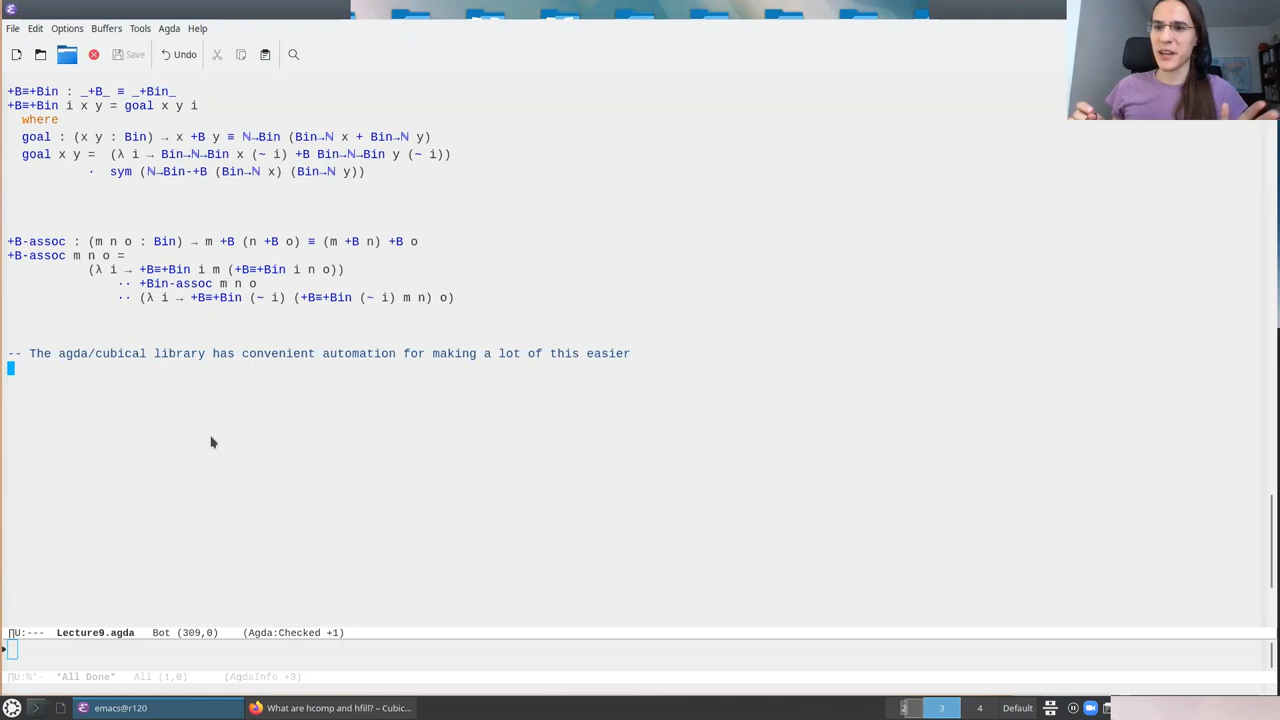 File Edit Options Buffers Tools Agda Help
Save Undo
+B≡+Bin : _+B_ ≡ _+Bin_
+B≡+Bin i x y = goal x y i
where
goal : (x y : Bin) → x +B y ≡ ℕ→Bin (Bin→ℕ x + Bin→ℕ y)
goal x y = (λ i → Bin→ℕ→Bin x (~ i) +B Bin→ℕ→Bin y (~ i))
∙ sym (ℕ→Bin-+B (Bin→ℕ x) (Bin→ℕ y))
+B-assoc : (m n o : Bin) → m +B (n +B o) ≡ (m +B n) +B o
+B-assoc m n o =
(λ i → +B≡+Bin i m (+B≡+Bin i n o))
∙∙ +Bin-assoc m n o
∙∙ (λ i → +B≡+Bin (~ i) (+B≡+Bin (~ i) m n) o)
-- The agda/cubical library has convenient automation for making a lot of this easier
∏U:--- Lecture9.agda Bot (309,0) (Agda:Checked +1)
∏U:%*- *All Done* All (1,0) (AgdaInfo +3)
emacs@r120 What are hcomp and hfill? – Cubic... 2 3 4 Default